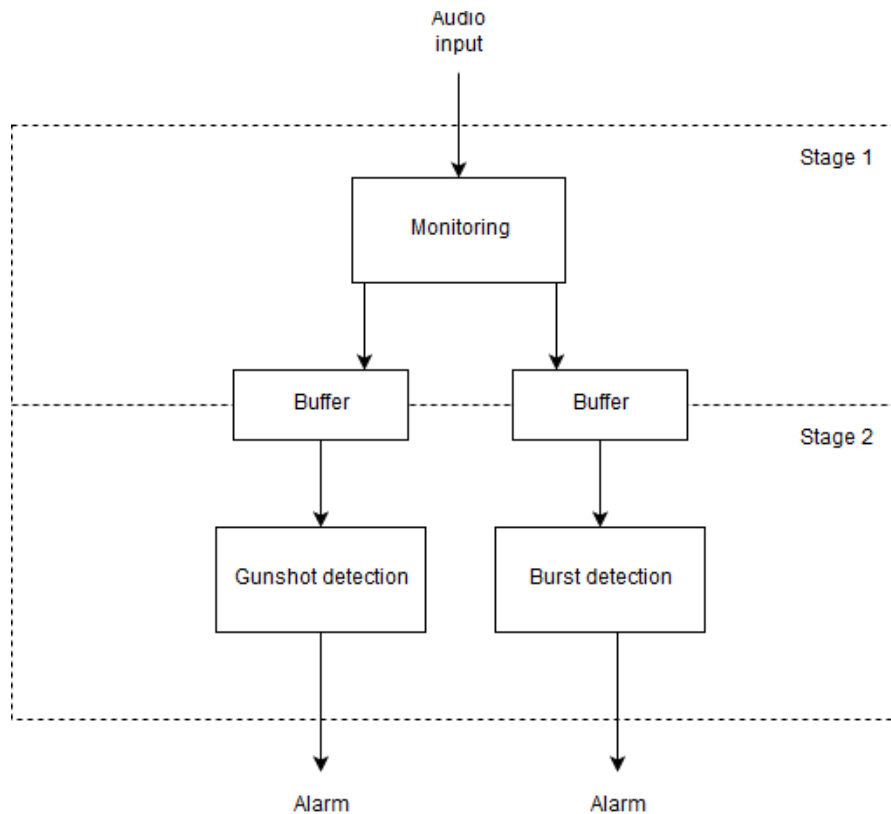 Audio
input
Stage 1
Monitoring
Buffer
Buffer
Stage 2
Gunshot detection
Burst detection
Alarm
Alarm